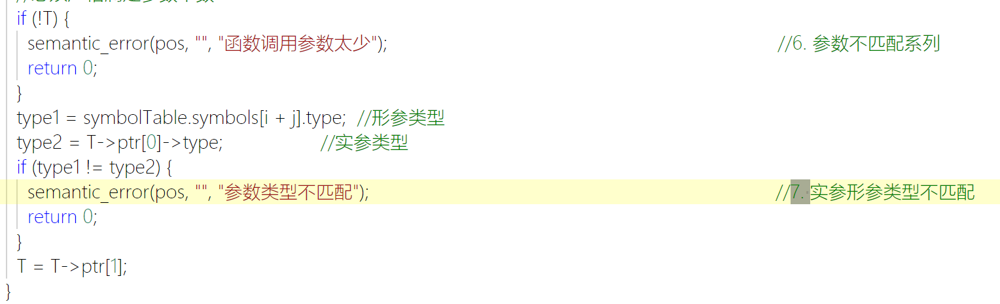 if (!T) {
semantic_error(pos, "", "函数调用参数太少"); //6. 参数不匹配系列
return 0;
}
type1 = symbolTable.symbols[i + j].type; //形参类型
type2 = T->ptr[0]->type; //实参类型
if (type1 != type2) {
semantic_error(pos, "", "参数类型不匹配"); //7. 实参形参类型不匹配
return 0;
}
T = T->ptr[1];
}